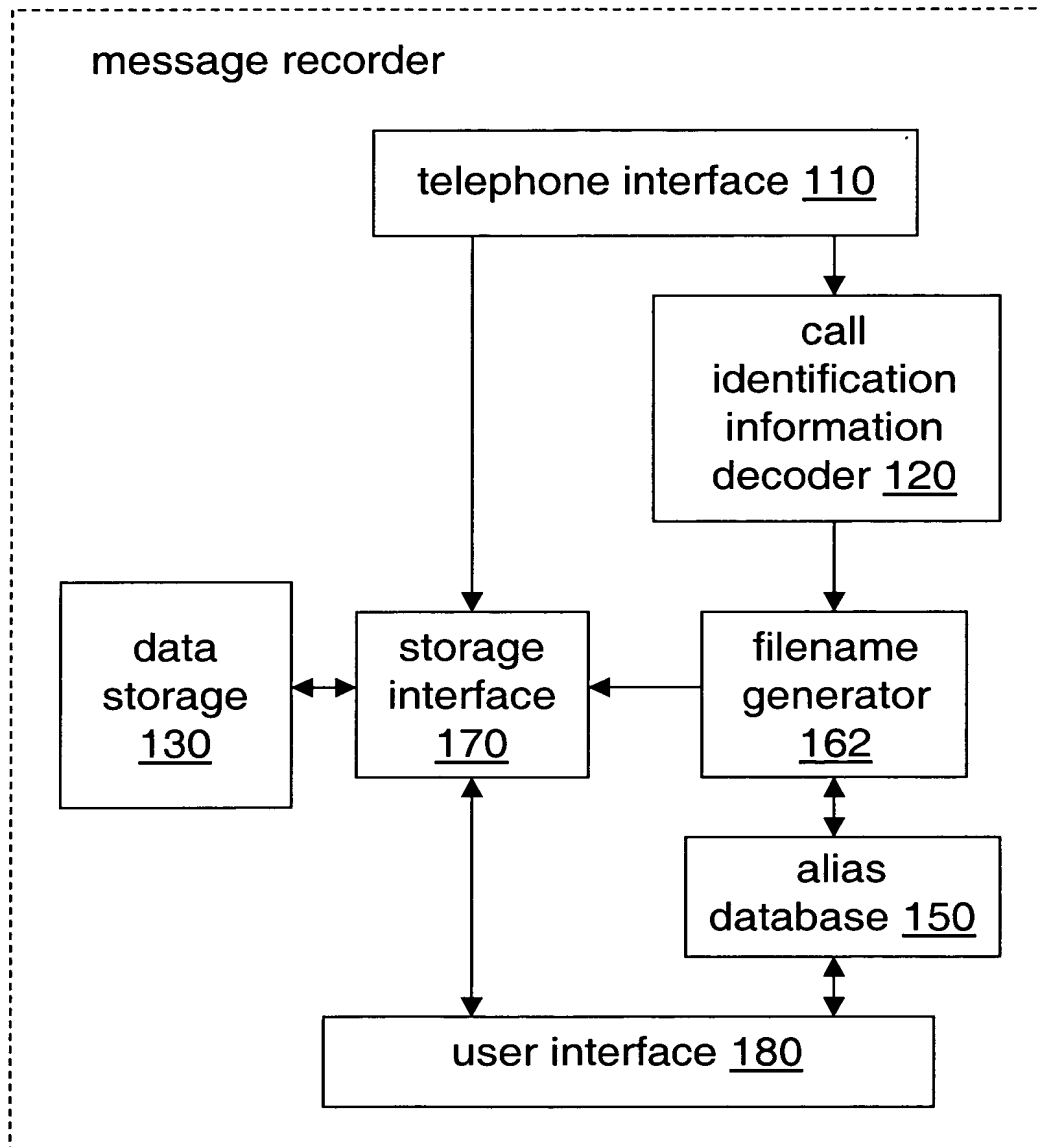 message recorder
telephone interface 110
call
identification
information
decoder 120
data
storage
130
storage
interface
170
filename
generator
162
alias
database 150
user interface 180